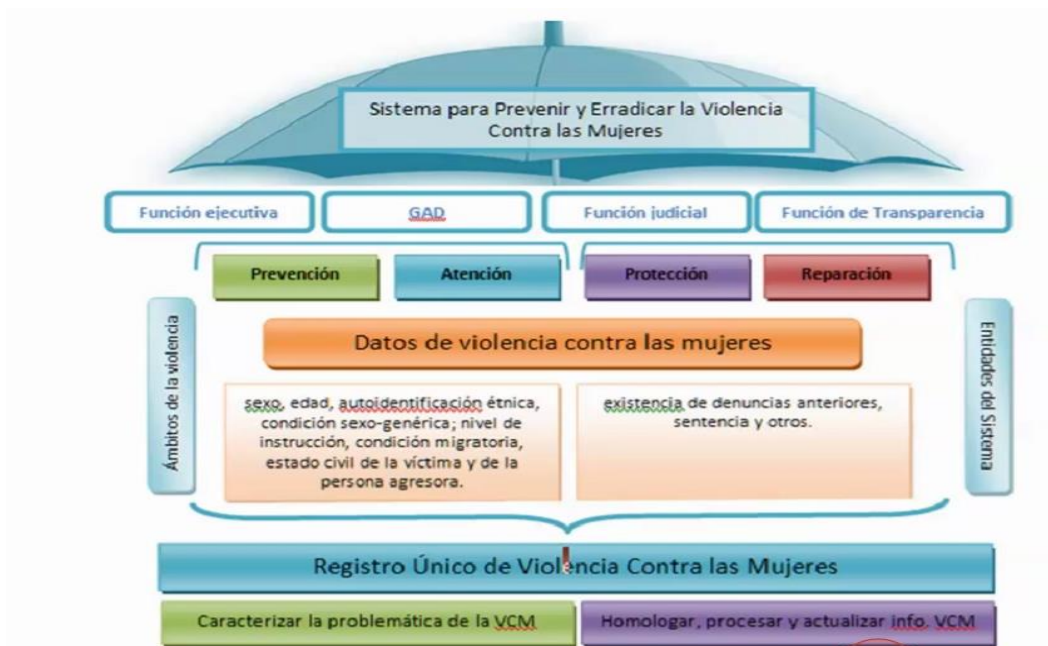 Sistema para Prevenir y Erradicar la Violencia
Contra las Mujeres
Función ejecutiva
GAD
Función judicial
Función de Transparencia
Prevención
Atención
Protección
Reparación
Ámbitos de la violencia
Datos de violencia contra las mujeres
Entidades del Sistema
sexo, edad, autoidentificación étnica,
condición sexo-genérica; nivel de
instrucción, condición migratoria,
estado civil de la víctima y de la
persona agresora.
existencia de denuncias anteriores,
sentencia y otros.
Registro Único de Violencia Contra las Mujeres
Caracterizar la problemática de la VCM
Homologar, procesar y actualizar info. VCM